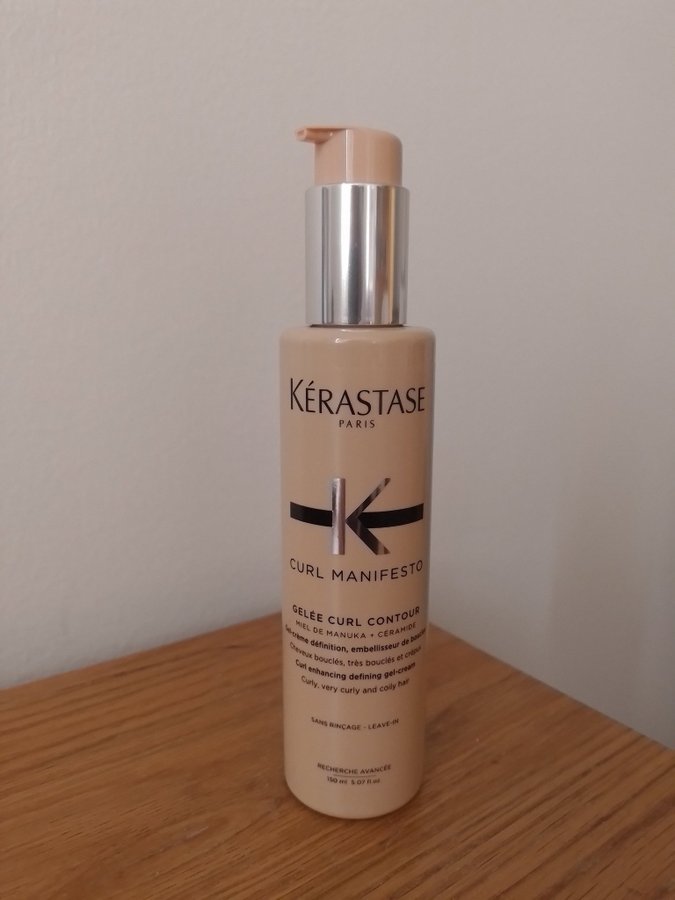 KÉRASTASE
PARIS
K
CURL MANIFESTO
GELÉE CURL CONTOUR
MIEL DE MANUKA + CÉRAMIDE
Gel-crème définition, embellisseur de boucles
Cheveux bouclés, très bouclés et crépus
Curl enhancing defining gel-cream
Curly, very curly and coily hair
SANS RINÇAGE - LEAVE-IN
RECHERCHE AVANCÉE
150 ml 5.07 fl.oz